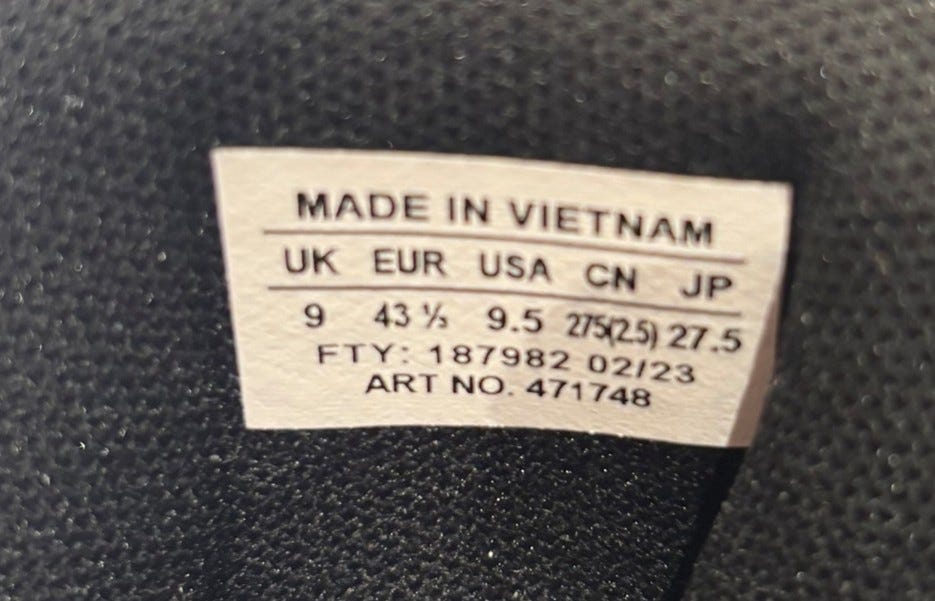 MADE IN VIETNAM
UK EUR USA CN JP
9 43 ⅓ 9.5 275(2.5) 27.5
FTY: 187982 02/23
ART NO. 471748